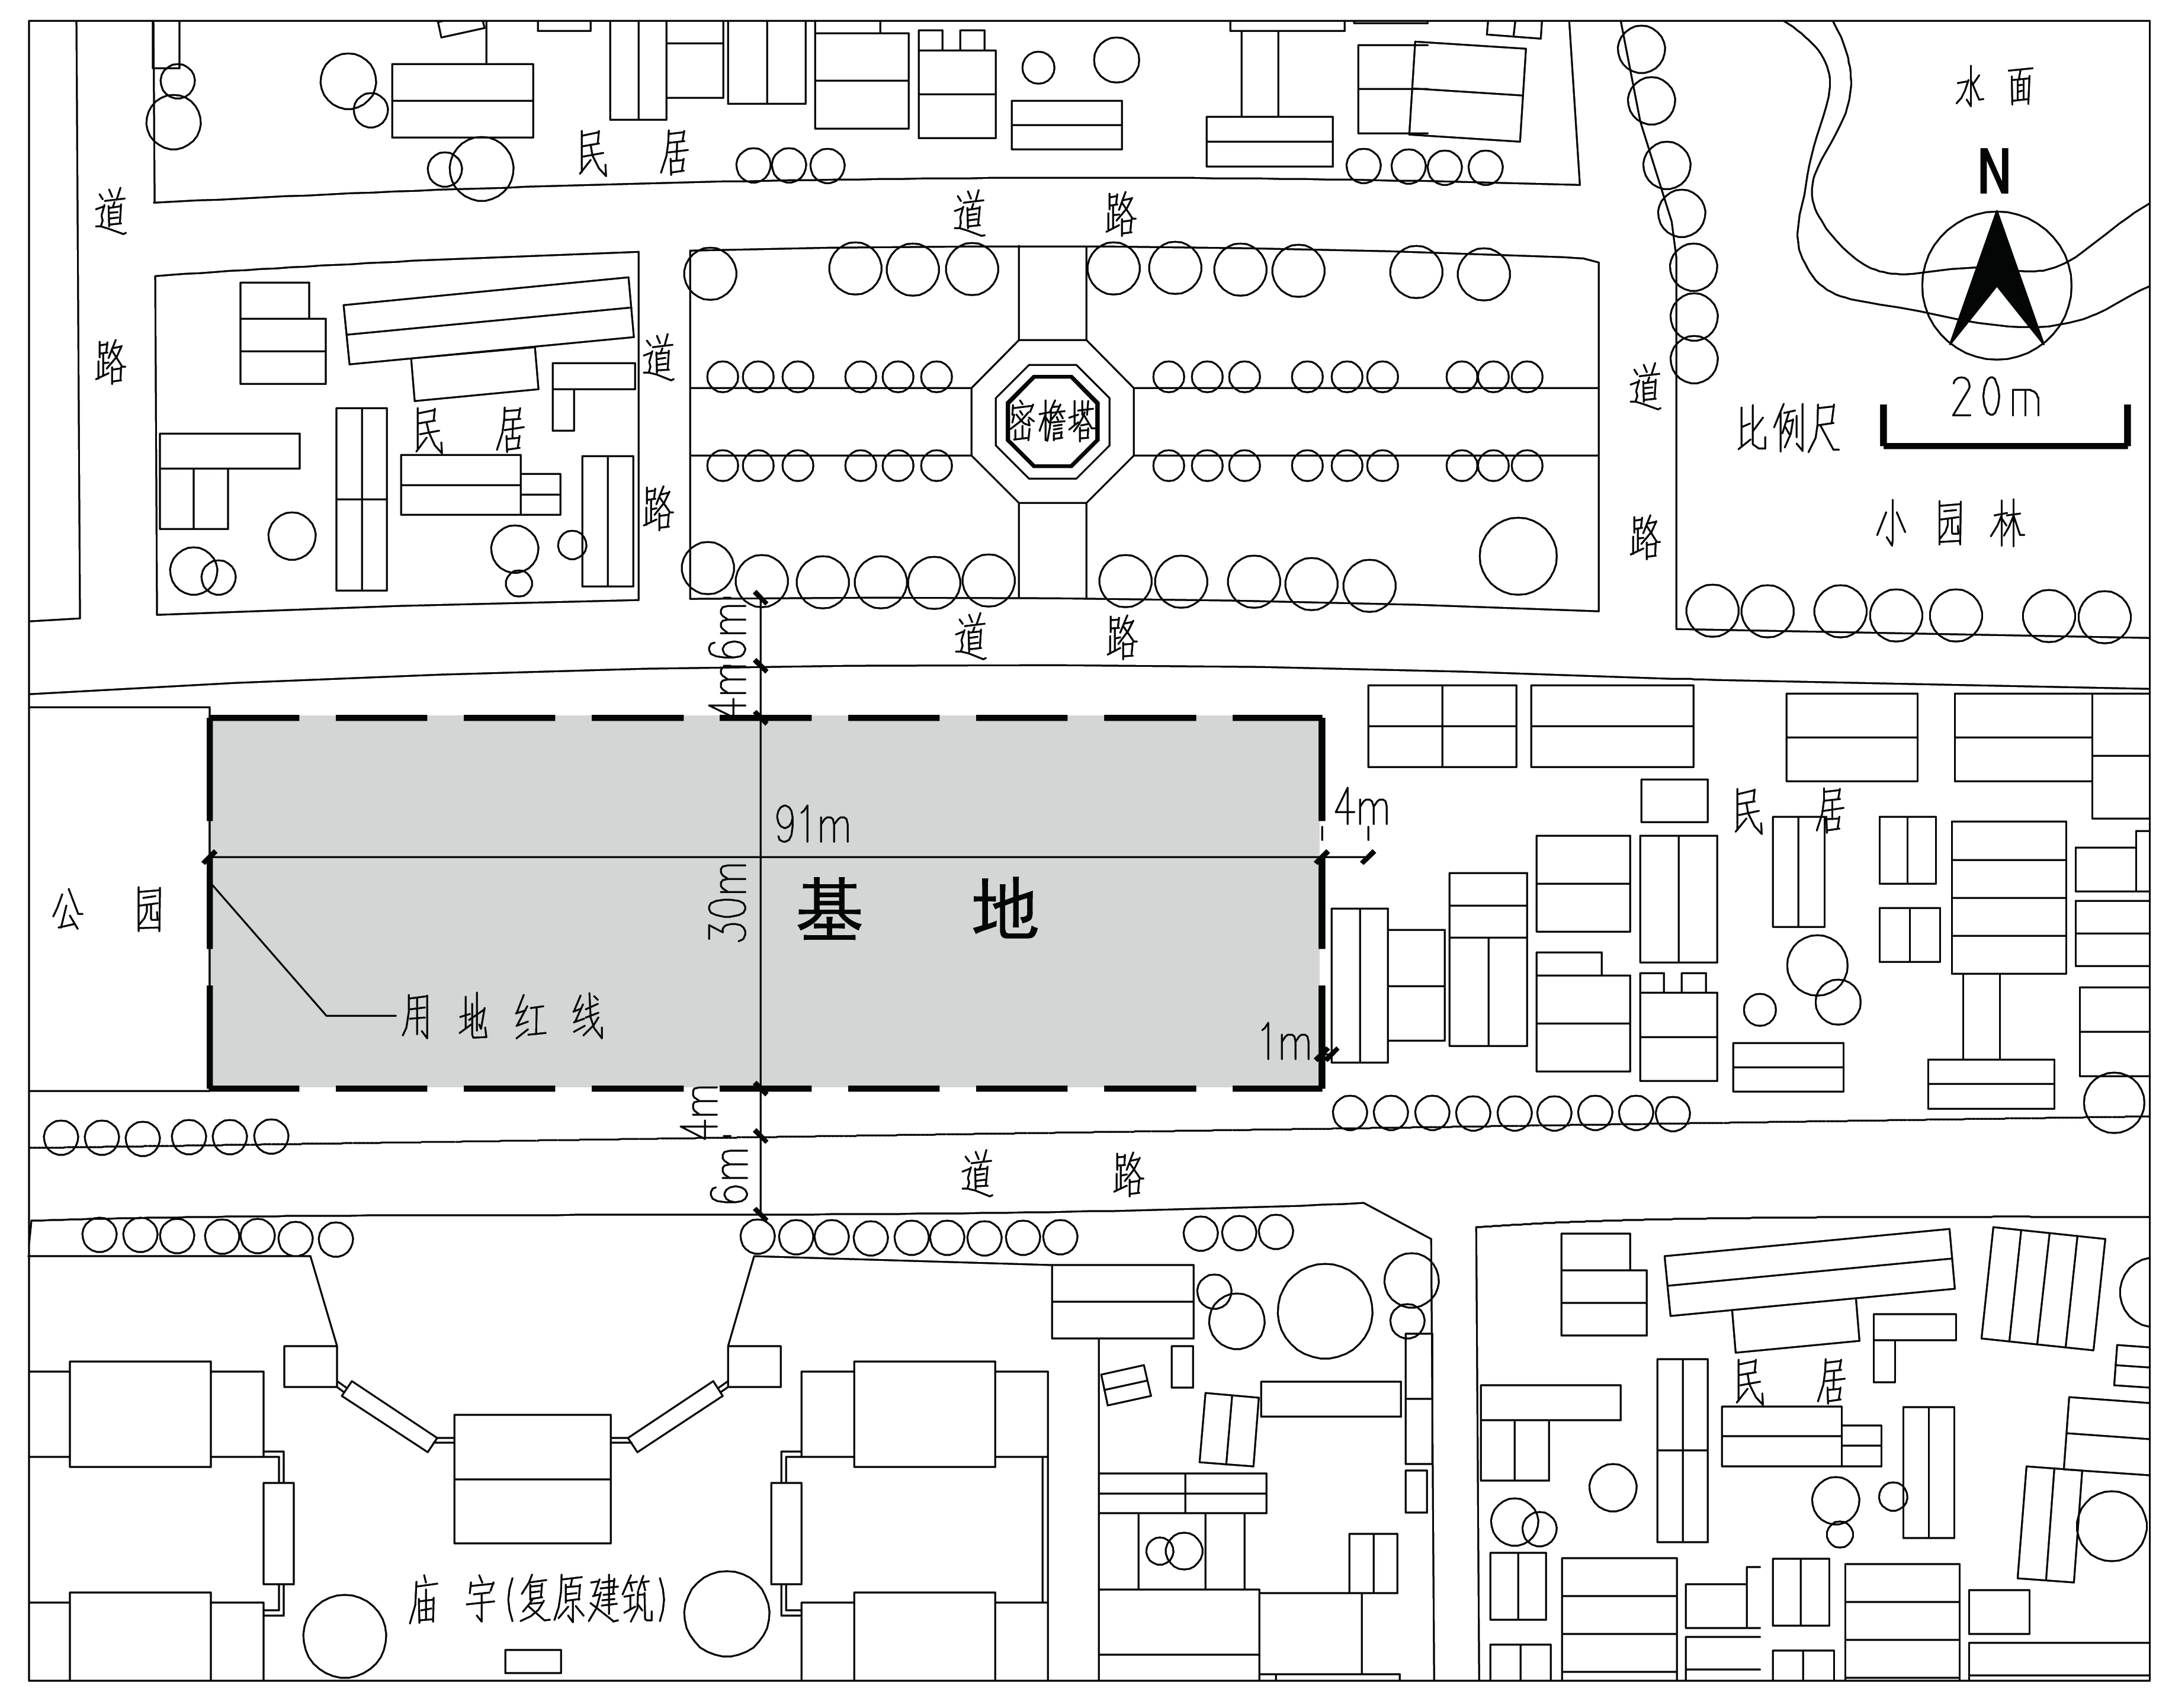 水 面
民 居
N
道 路
道 路
20m
比例尺
道 路
道 路
密檐塔
民 居
小 园 林
6m
道 路
4m
91m
4m
民 居
30m
基 地
公 园
用 地 红 线
1m
4m
道 路
6m
民 居
庙 宇(复原建筑)